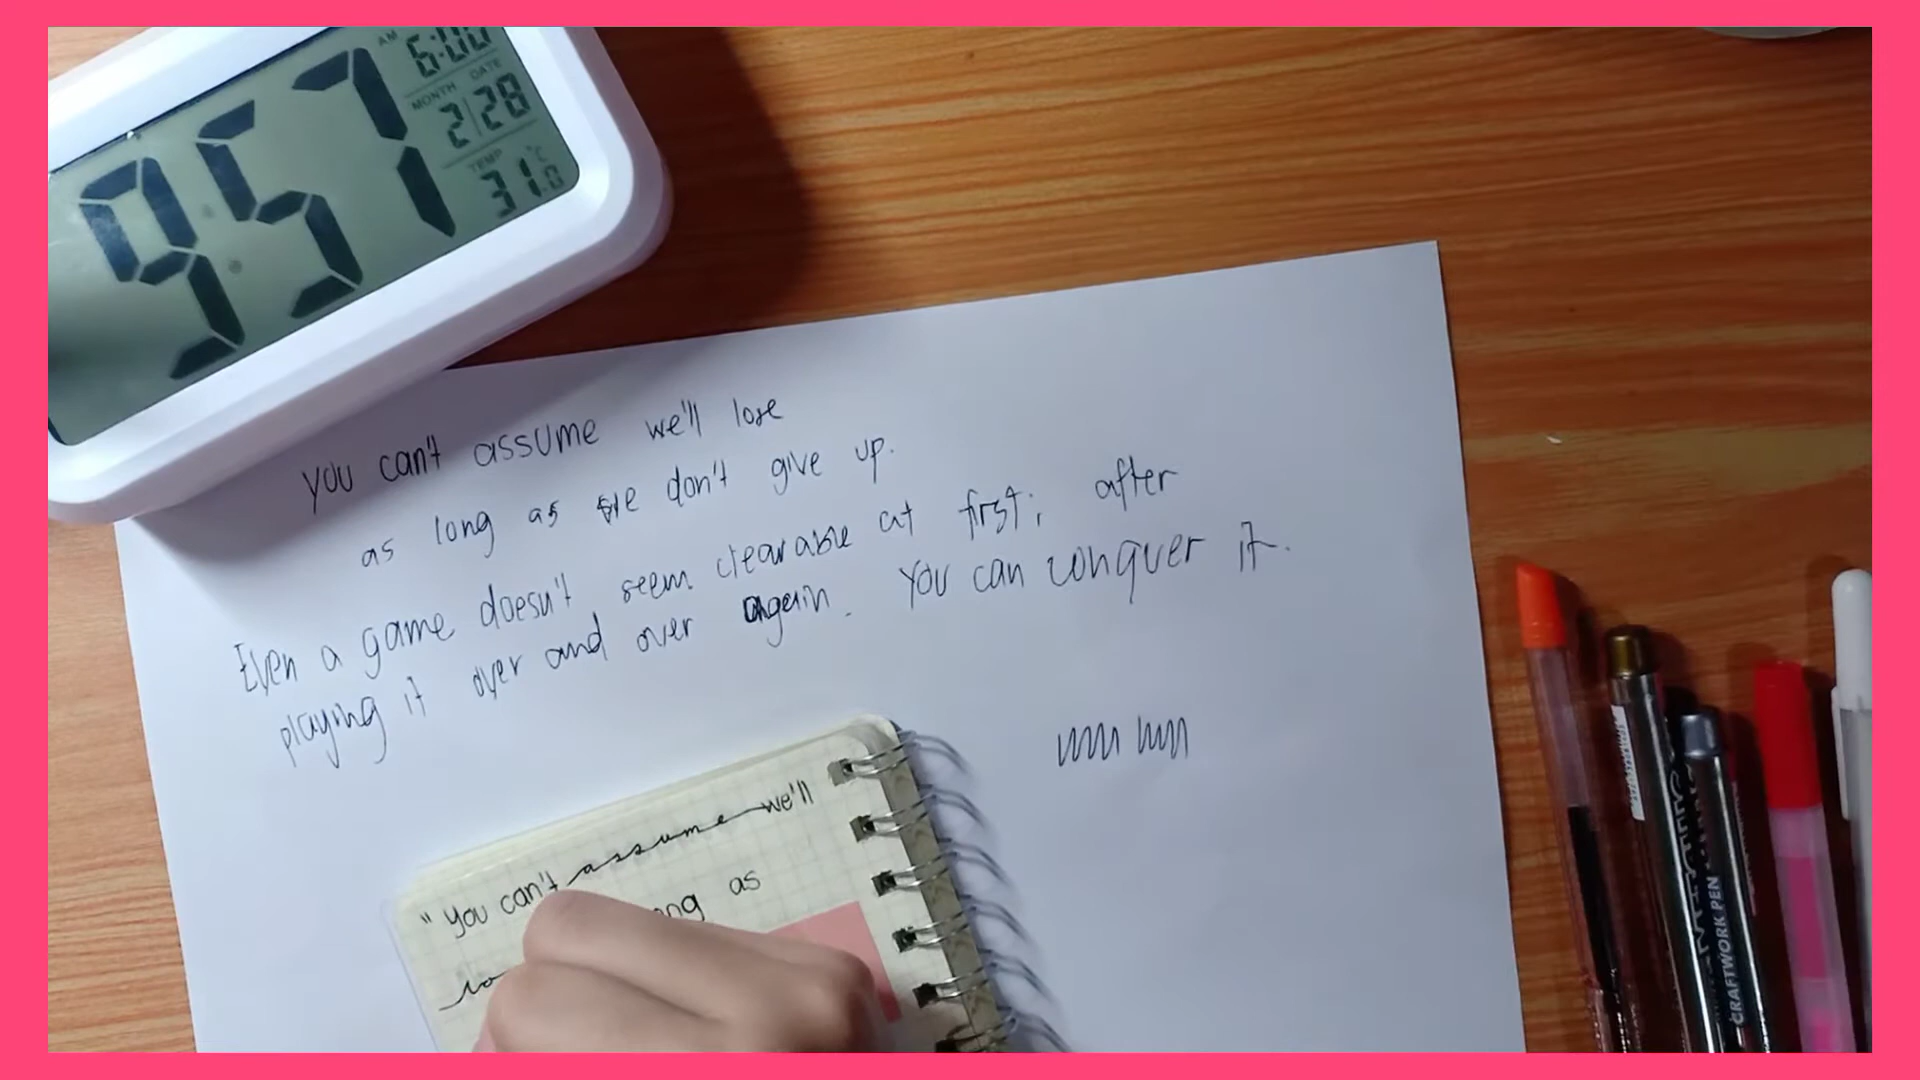 AM 6:00
MONTH DATE
2 28
TEMP
31.0 °C
9:57
you can't assume we'll lose
as long as we don't give up.
Even a game doesn't seem clearable at first; after
playing it over and over again. You can conquer it.
"You can't assume we'll
as
CRAFTWORK PEN